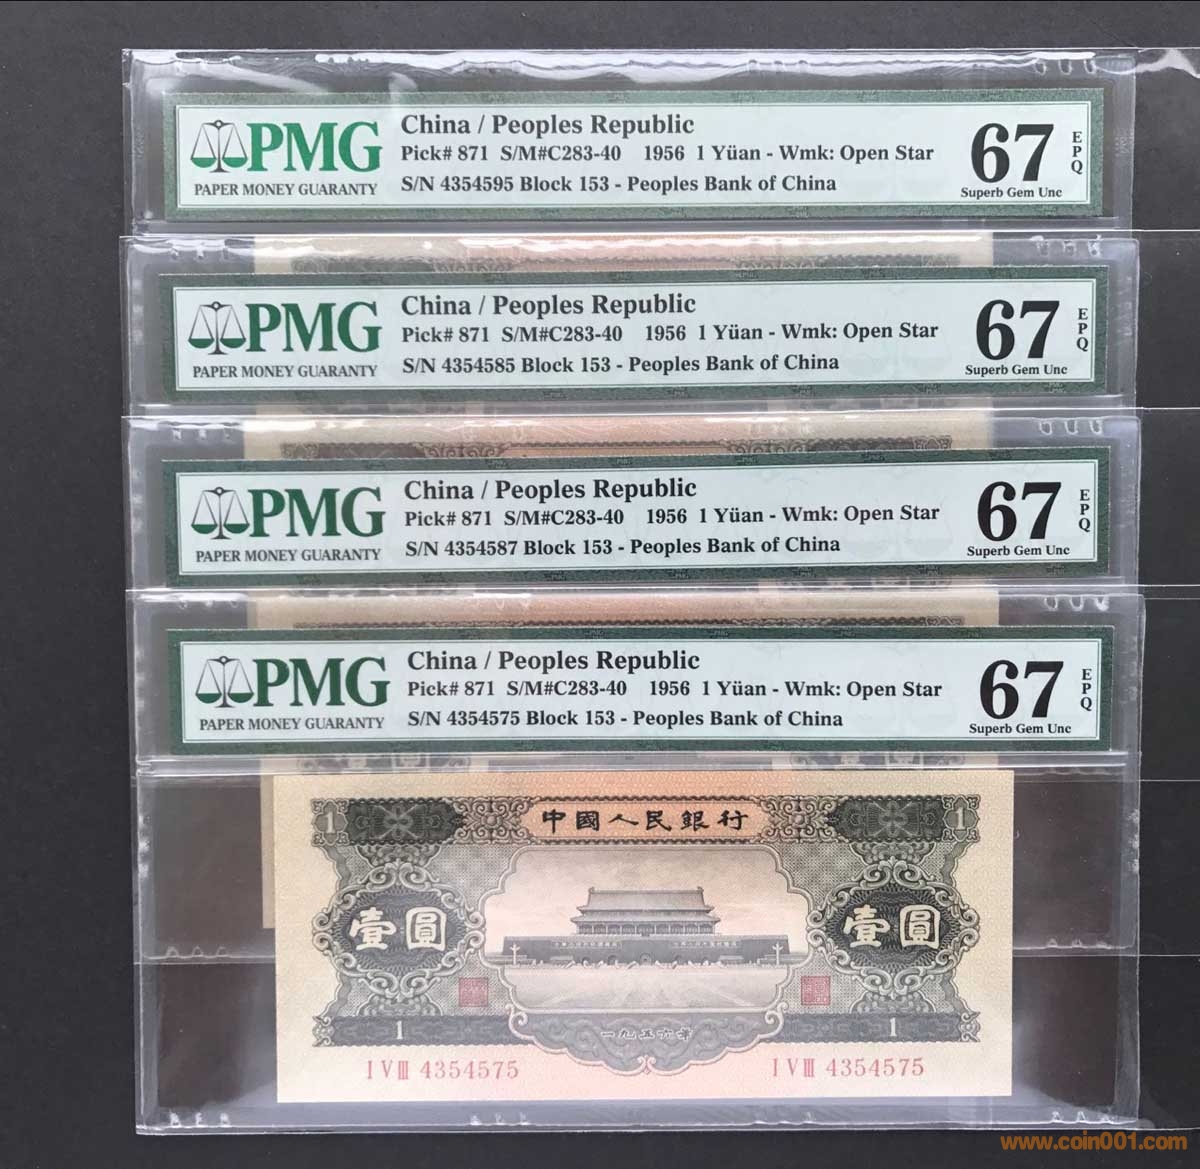 PMG
PAPER MONEY GUARANTY
China / Peoples Republic
Pick# 871 S/M#C283-40 1956 1 Yüan - Wmk: Open Star
S/N 4354595 Block 153 - Peoples Bank of China
67
EPQ
Superb Gem Unc
PMG
PAPER MONEY GUARANTY
China / Peoples Republic
Pick# 871 S/M#C283-40 1956 1 Yüan - Wmk: Open Star
S/N 4354585 Block 153 - Peoples Bank of China
67
EPQ
Superb Gem Unc
PMG
PAPER MONEY GUARANTY
China / Peoples Republic
Pick# 871 S/M#C283-40 1956 1 Yüan - Wmk: Open Star
S/N 4354587 Block 153 - Peoples Bank of China
67
EPQ
Superb Gem Unc
PMG
PAPER MONEY GUARANTY
China / Peoples Republic
Pick# 871 S/M#C283-40 1956 1 Yüan - Wmk: Open Star
S/N 4354575 Block 153 - Peoples Bank of China
67
EPQ
Superb Gem Unc
1 中國人民銀行 1
壹圓 壹圓
1 一九五六年 1
I V III 4354575 I V III 4354575
www.coin001.com